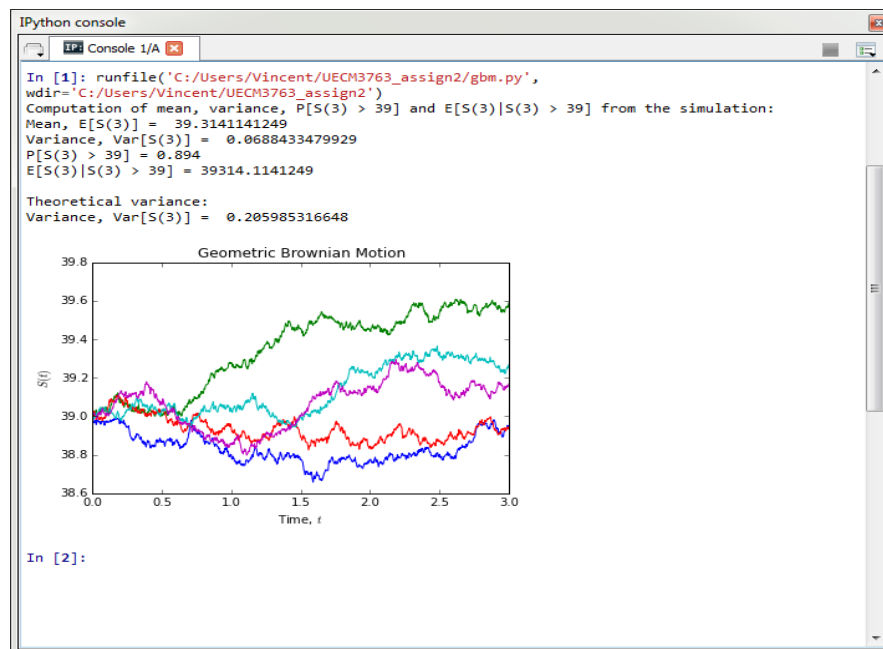 IPython console
IP: Console 1/A
In [1]: runfile('C:/Users/Vincent/UECM3763_assign2/gbm.py',
wdir='C:/Users/Vincent/UECM3763_assign2')
Computation of mean, variance, P[S(3) > 39] and E[S(3)|S(3) > 39] from the simulation:
Mean, E[S(3)] =  39.3141141249
Variance, Var[S(3)] =  0.0688433479929
P[S(3) > 39] = 0.894
E[S(3)|S(3) > 39] = 39314.1141249
Theoretical variance:
Variance, Var[S(3)] =  0.205985316648
Geometric Brownian Motion
39.8
39.6
39.4
39.2
39.0
38.8
38.6
S(t)
0.0 0.5 1.0 1.5 2.0 2.5 3.0
Time, t
In [2]: